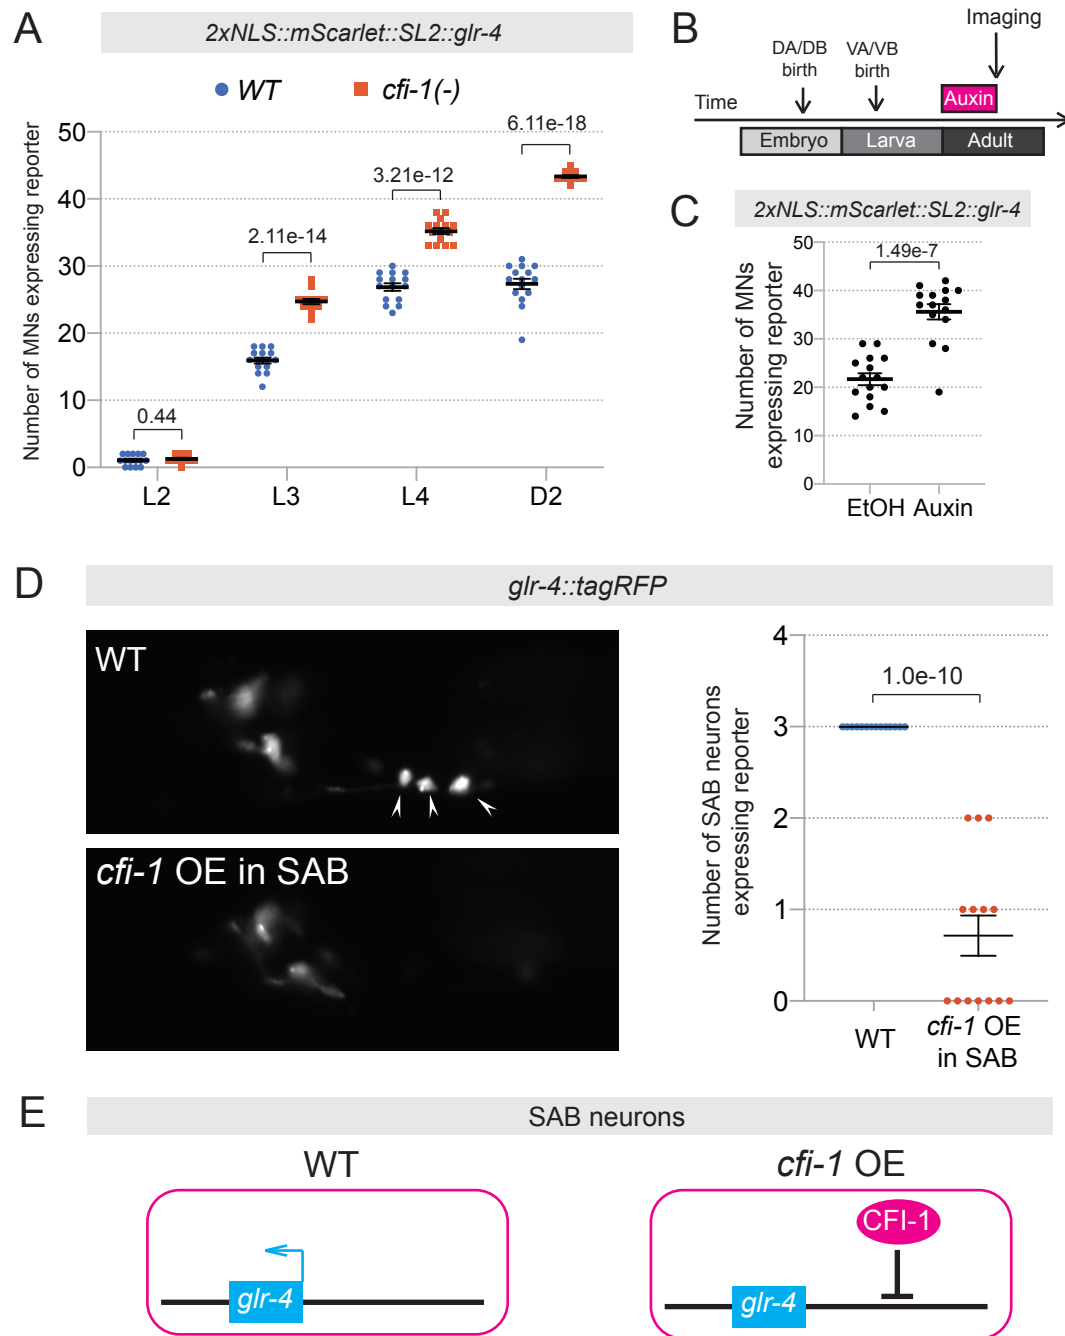 A
2xNLS::mScarlet::SL2::glr-4
WT
cfi-1(-)
Number of MNs expressing reporter
50
40
30
20
10
0
0.44
2.11e-14
3.21e-12
6.11e-18
L2
L3
L4
D2
B
Imaging
DA/DB
birth
VA/VB
birth
Auxin
Time
Embryo
Larva
Adult
C
2xNLS::mScarlet::SL2::glr-4
Number of MNs
expressing reporter
50
40
30
20
10
0
1.49e-7
EtOH
Auxin
D
glr-4::tagRFP
WT
cfi-1 OE in SAB
Number of SAB neurons
expressing reporter
4
3
2
1
0
1.0e-10
WT
cfi-1 OE
in SAB
E
SAB neurons
WT
cfi-1 OE
CFI-1
glr-4
glr-4